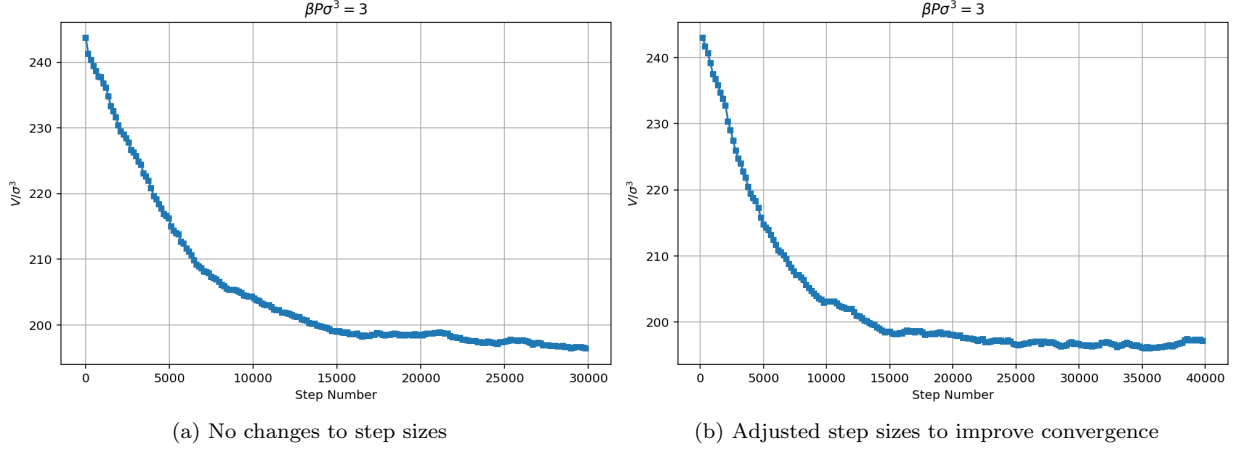 βPσ³ = 3
240
230
220
210
200
V/σ³
0 5000 10000 15000 20000 25000 30000
Step Number
(a) No changes to step sizes
βPσ³ = 3
240
230
220
210
200
V/σ³
0 5000 10000 15000 20000 25000 30000 35000 40000
Step Number
(b) Adjusted step sizes to improve convergence